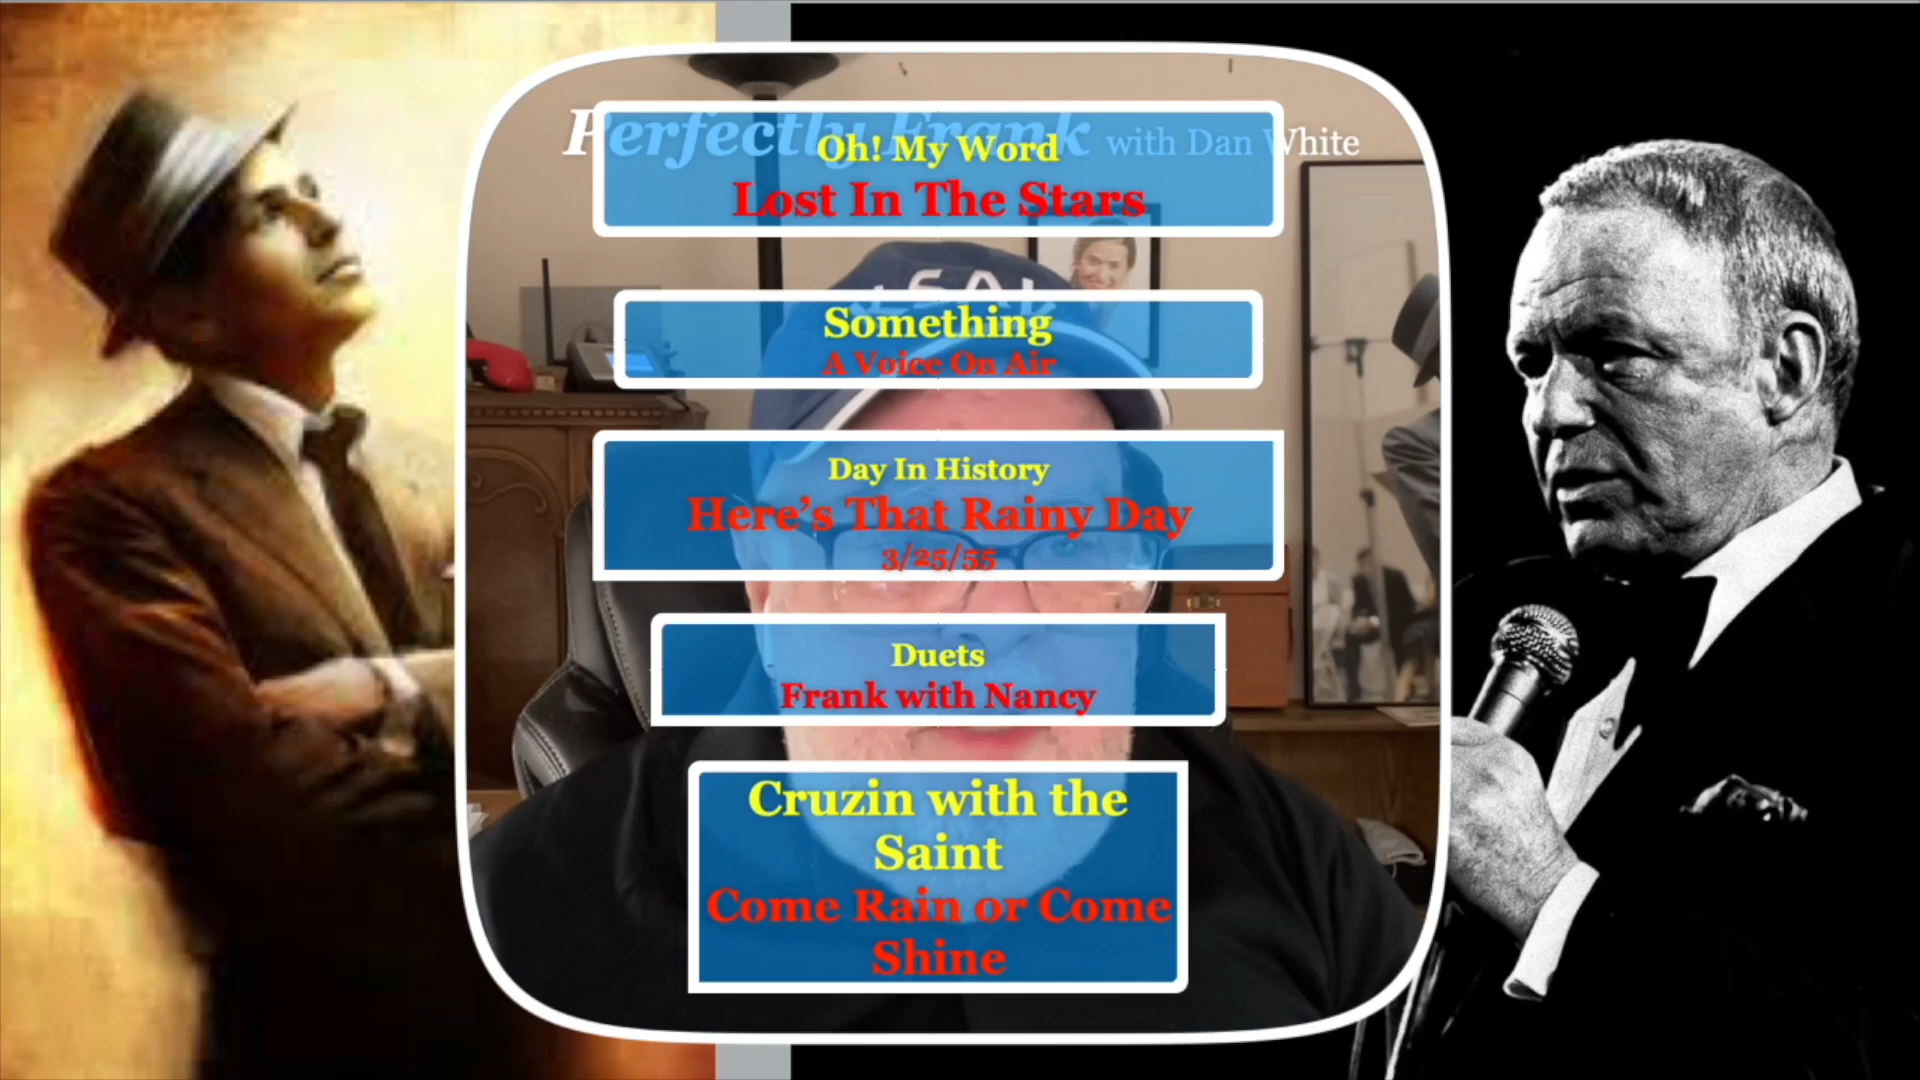 Perfectly Frank with Dan White
Oh! My Word
Lost In The Stars
Something
A Voice On Air
Day In History
Here's That Rainy Day
3/25/55
Duets
Frank with Nancy
Cruzin with the
Saint
Come Rain or Come
Shine